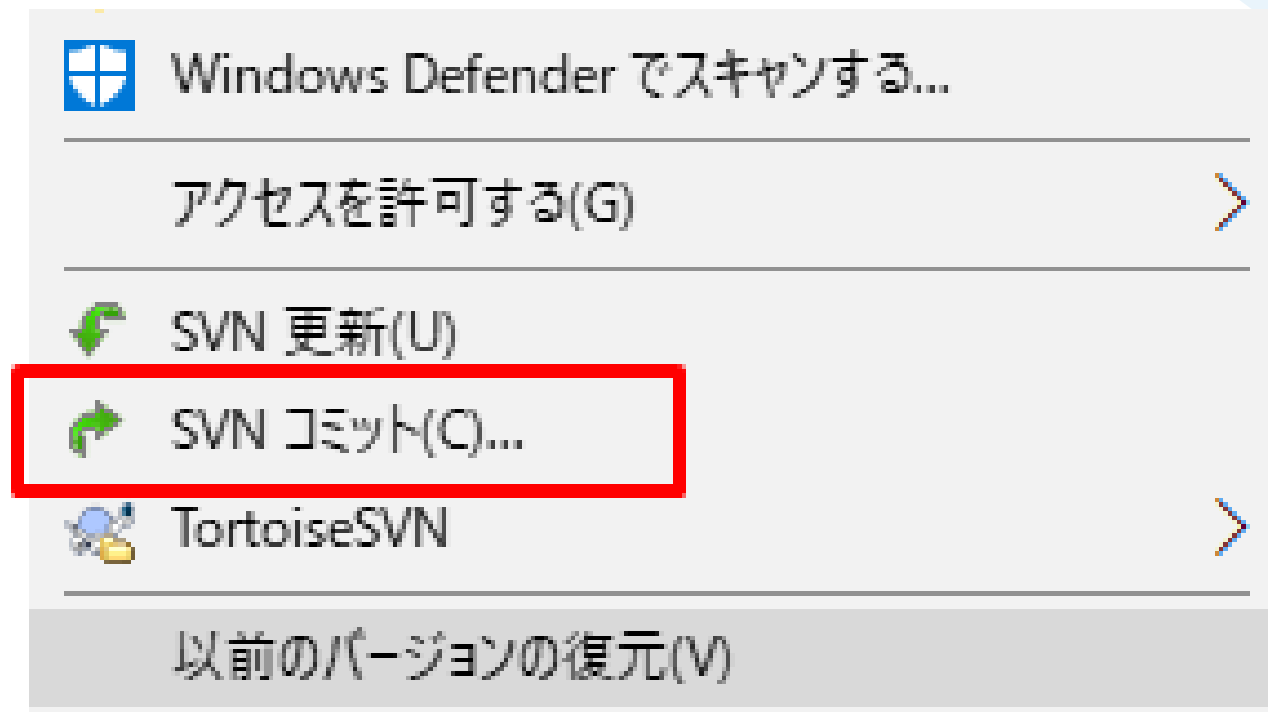 Windows Defender でスキャンする...
アクセスを許可する(G)
SVN 更新(U)
SVN コミット(C)...
TortoiseSVN
以前のバージョンの復元(V)